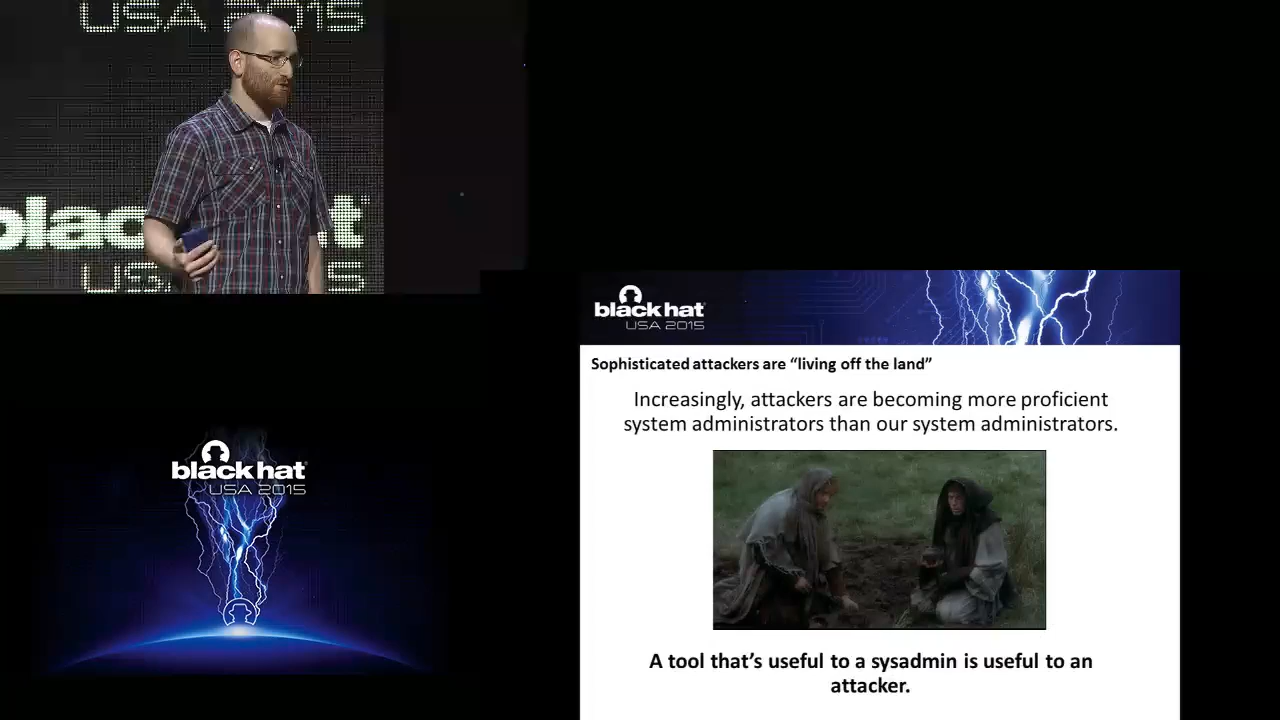 USA 2015
black hat
USA 2015
black hat
USA 2015
Sophisticated attackers are “living off the land”
Increasingly, attackers are becoming more proficient
system administrators than our system administrators.
A tool that’s useful to a sysadmin is useful to an
attacker.
black hat
USA 2015